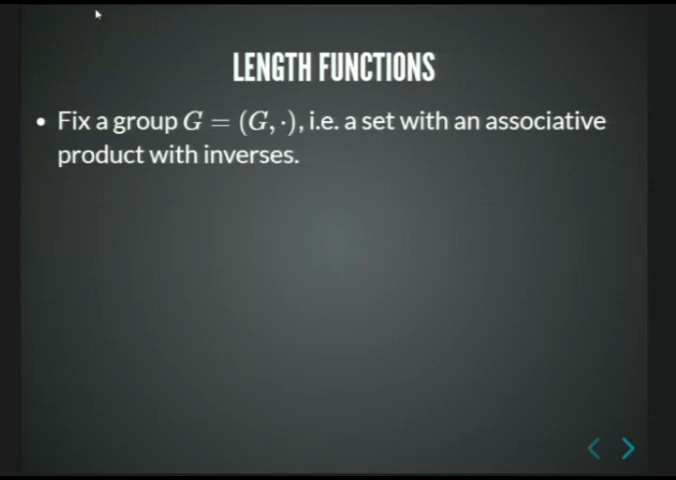 LENGTH FUNCTIONS
• Fix a group G = (G, ·), i.e. a set with an associative
product with inverses.